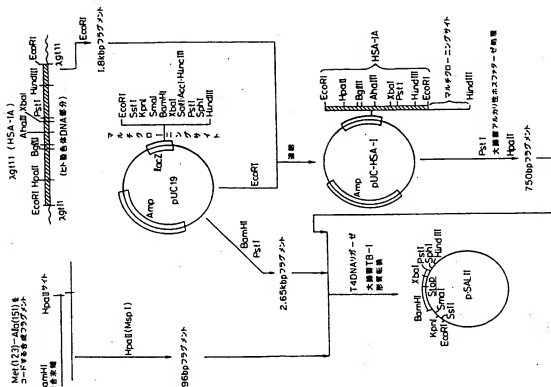 Met(123)-Ala(151)を
コードする合成フラグメント
BamHI
HpaIIサイト
HpaII(MspI)
96bpフラグメント
λgt11 (HSA-IA)
EcoRI
HpaII
BglII
AhaIII
XbaI
PstI
HindIII
EcoRI
λgt11
(ヒト染色体DNA部分)
λgt11
EcoRI
1.8kbpフラグメント
pUC19
Amp
lacZ
マルチクローニングサイト
EcoRI
SstI
KpnI
SmaI
BamHI
XbaI
SalI・AccI・HincII
PstI
SphI
HindIII
EcoRI
BamHI
PstI
2.65kbpフラグメント
連結
pUC-HSA-I
Amp
HSA-IA
EcoRI
HpaII
BglII
AhaIII
XbaI
PstI
HindIII
EcoRI
マルチクローニングサイト
HindIII
PstI
大腸菌アルカリ性ホスファターゼ処理
HpaII
750bpフラグメント
T4DNAリガーゼ
大腸菌TB-1
形質転換
p-SALII
BamHI
XbaI
PstI
SphI
HindIII
Stop
KpnI
SmaI
EcoRI
SstI